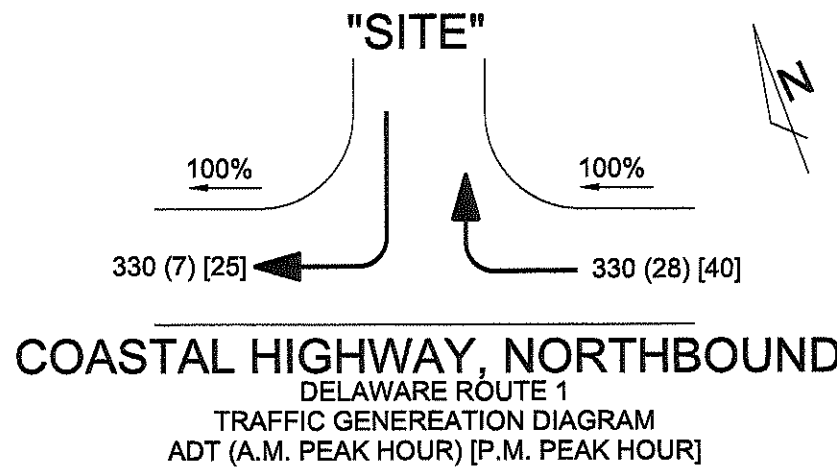 "SITE"
N
100%
100%
330 (7) [25]
330 (28) [40]
COASTAL HIGHWAY, NORTHBOUND
DELAWARE ROUTE 1
TRAFFIC GENEREATION DIAGRAM
ADT (A.M. PEAK HOUR) [P.M. PEAK HOUR]